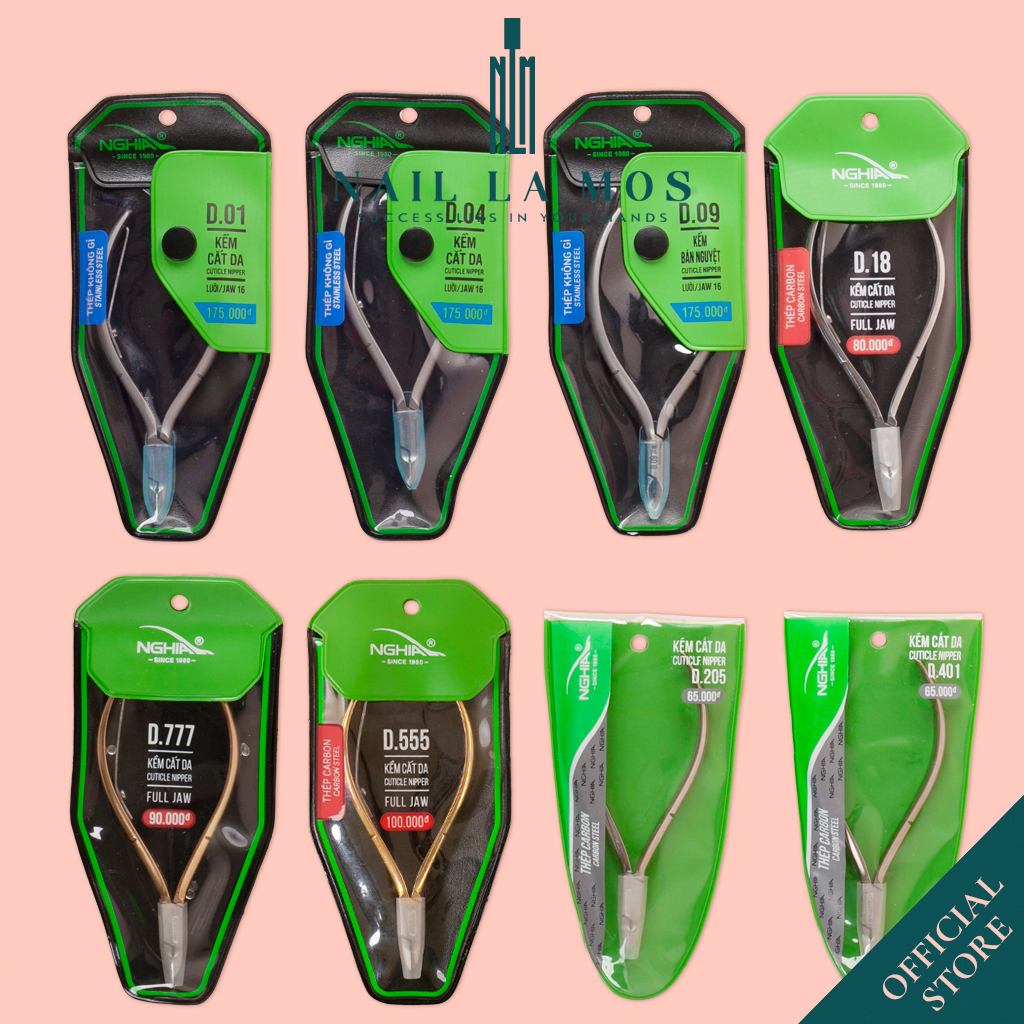 NLM
NAIL LA MOS
SUCCESS LIES IN YOUR HANDS
NGHIA®
SINCE 1980
D.01
KỀM
CẮT DA
CUTICLE NIPPER
LƯỠI/JAW 16
175.000đ
THÉP KHÔNG GỈ
STAINLESS STEEL
NGHIA
SINCE 1980
D.04
KỀM
CẮT DA
CUTICLE NIPPER
LƯỠI/JAW 16
175.000đ
THÉP KHÔNG GỈ
STAINLESS STEEL
NGHIA®
SINCE 1980
D.09
KỀM
BÁN NGUYỆT
CUTICLE NIPPER
LƯỠI/JAW 16
175.000đ
THÉP KHÔNG GỈ
STAINLESS STEEL
NGHIA®
SINCE 1980
D.18
KỀM CẮT DA
CUTICLE NIPPER
FULL JAW
80.000đ
THÉP CARBON
CARBON STEEL
NGHIA®
SINCE 1980
D.777
KỀM CẮT DA
CUTICLE NIPPER
FULL JAW
90.000đ
NGHIA®
SINCE 1980
D.555
KỀM CẮT DA
CUTICLE NIPPER
FULL JAW
100.000đ
THÉP CARBON
CARBON STEEL
NGHIA®
SINCE 1980
KỀM CẮT DA
CUTICLE NIPPER
D.205
65.000đ
THÉP CARBON
CARBON STEEL
NGHIA®
SINCE 1980
KỀM CẮT DA
CUTICLE NIPPER
D.401
65.000đ
THÉP CARBON
CARBON STEEL
OFFICIAL
STORE